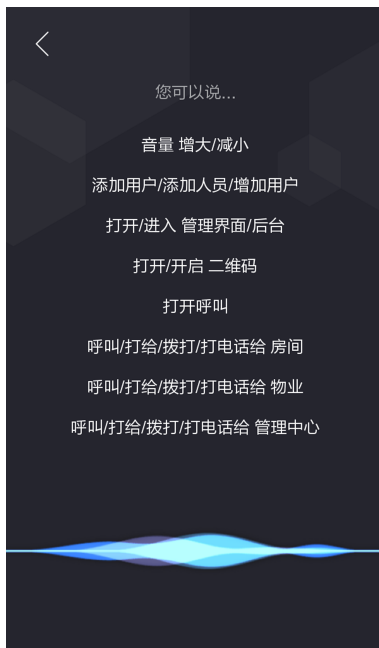 您可以说...
音量 增大/减小
添加用户/添加人员/增加用户
打开/进入 管理界面/后台
打开/开启 二维码
打开呼叫
呼叫/打给/拨打/打电话给 房间
呼叫/打给/拨打/打电话给 物业
呼叫/打给/拨打/打电话给 管理中心